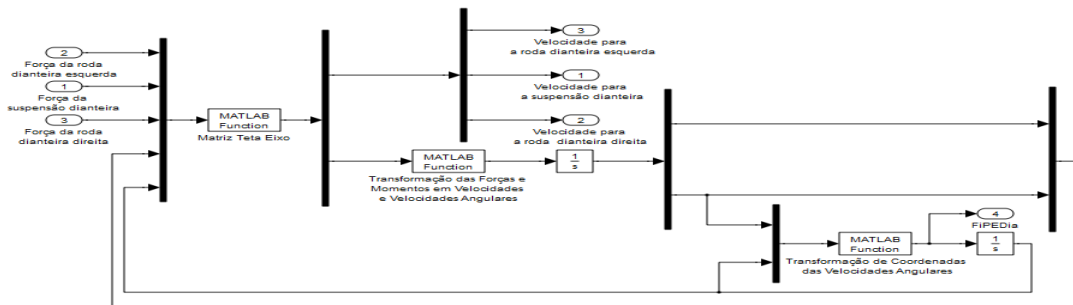 2
Força da roda
dianteira esquerda
1
Força da
suspensão dianteira
3
Força da roda
dianteira direita
MATLAB
Function
Matriz Teta Eixo
3
Velocidade para
a roda dianteira esquerda
1
Velocidade para
a suspensão dianteira
2
Velocidade para
a roda dianteira direita
MATLAB
Function
Transformação das Forças e
Momentos em Velocidades
e Velocidades Angulares
1
s
MATLAB
Function
Transformação de Coordenadas
das Velocidades Angulares
4
FiPEDia
1
s